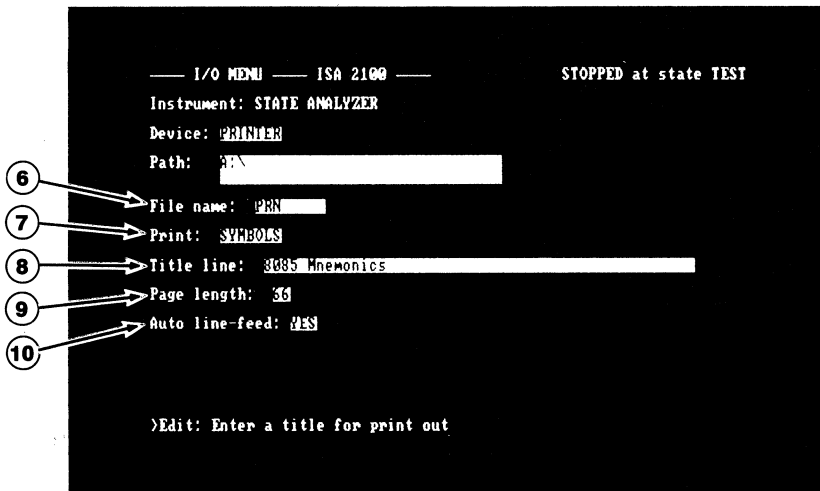 —— I/O MENU —— ISA 2100 —— STOPPED at state TEST
Instrument: STATE ANALYZER
Device: PRINTER
Path: A:\
6 File name: PRN
7 Print: SYMBOLS
8 Title line: 8085 Mnemonics
9 Page length: 66
10 Auto line-feed: YES
>Edit: Enter a title for print out